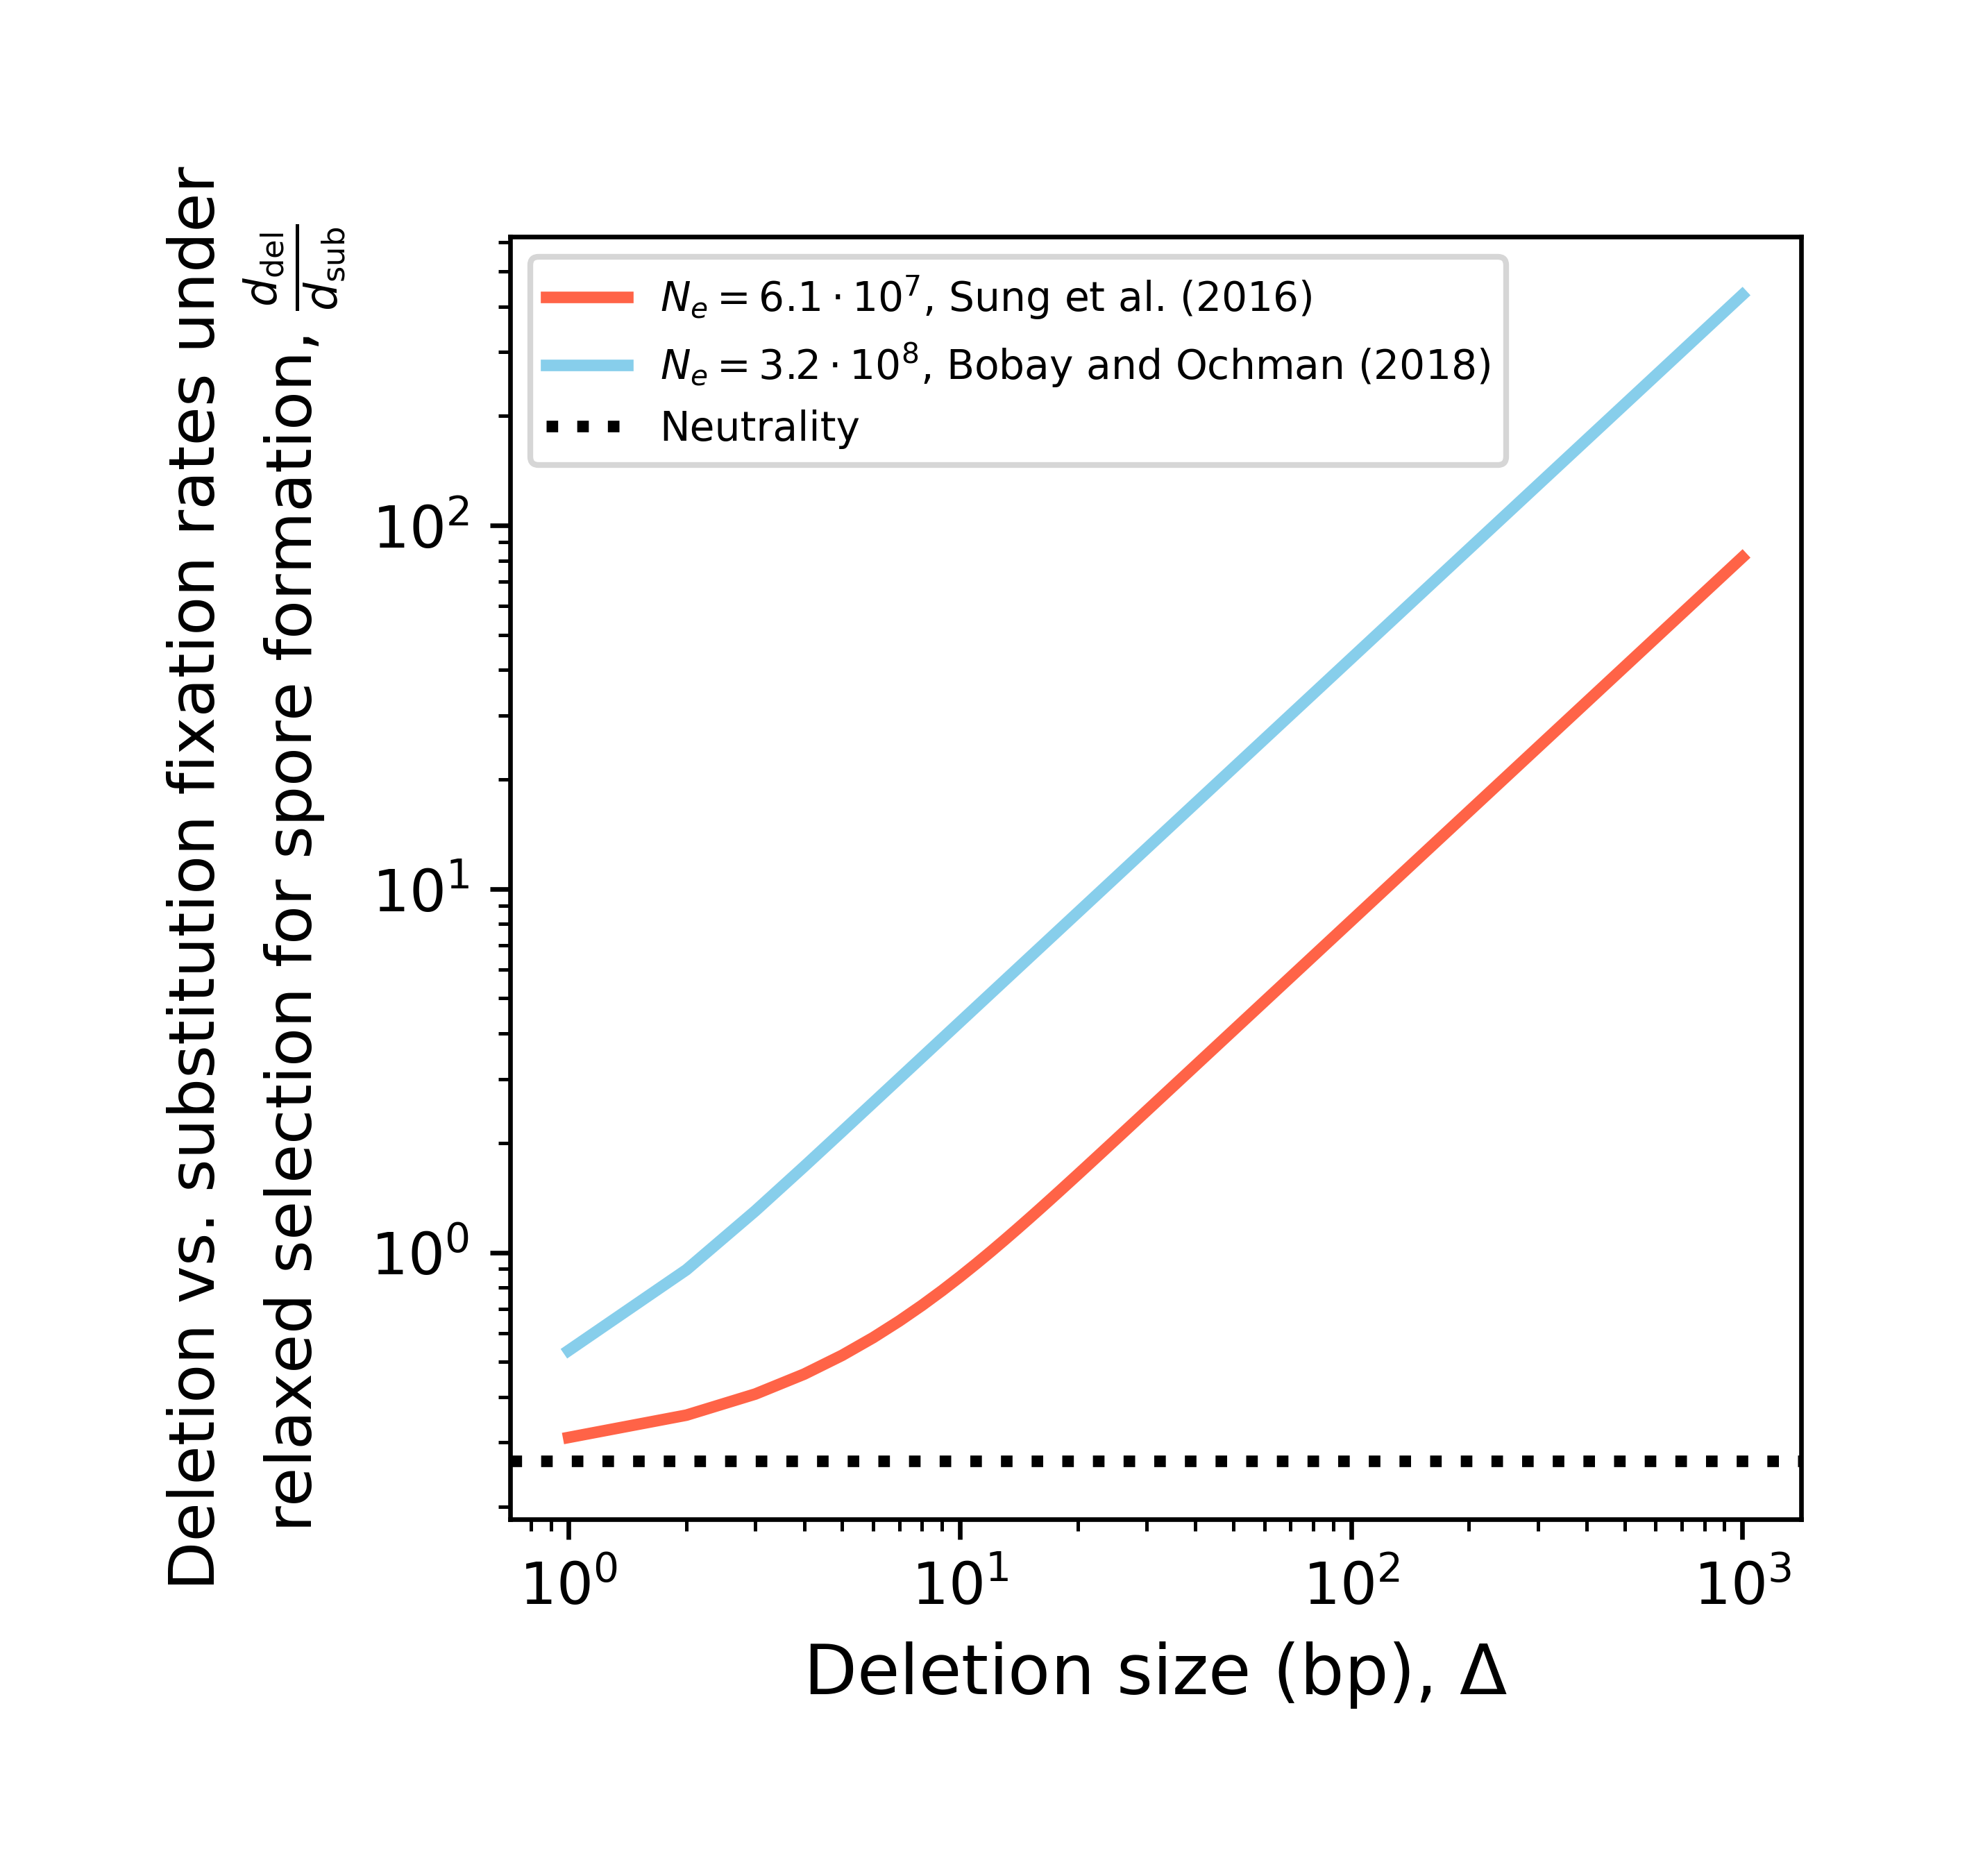 Deletion vs. substitution fixation rates under
relaxed selection for spore formation, d_del/d_sub
N_e = 6.1 · 10^7, Sung et al. (2016)
N_e = 3.2 · 10^8, Bobay and Ochman (2018)
Neutrality
10^2
10^1
10^0
10^0 10^1 10^2 10^3
Deletion size (bp), Δ